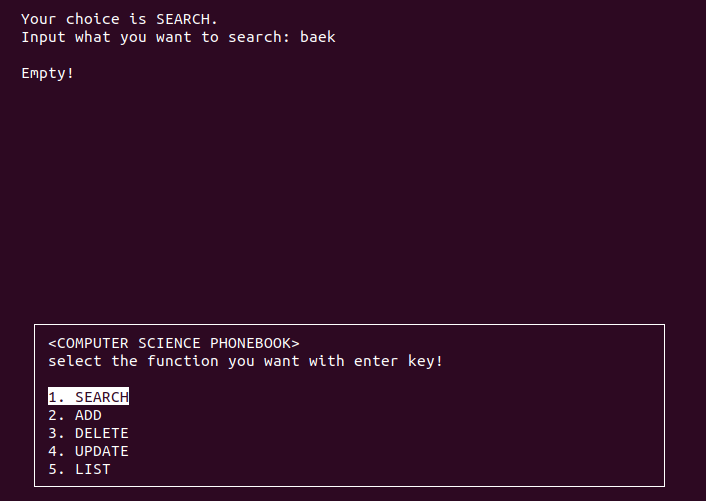 Your choice is SEARCH.
Input what you want to search: baek
Empty!
<COMPUTER SCIENCE PHONEBOOK>
select the function you want with enter key!
1. SEARCH
2. ADD
3. DELETE
4. UPDATE
5. LIST